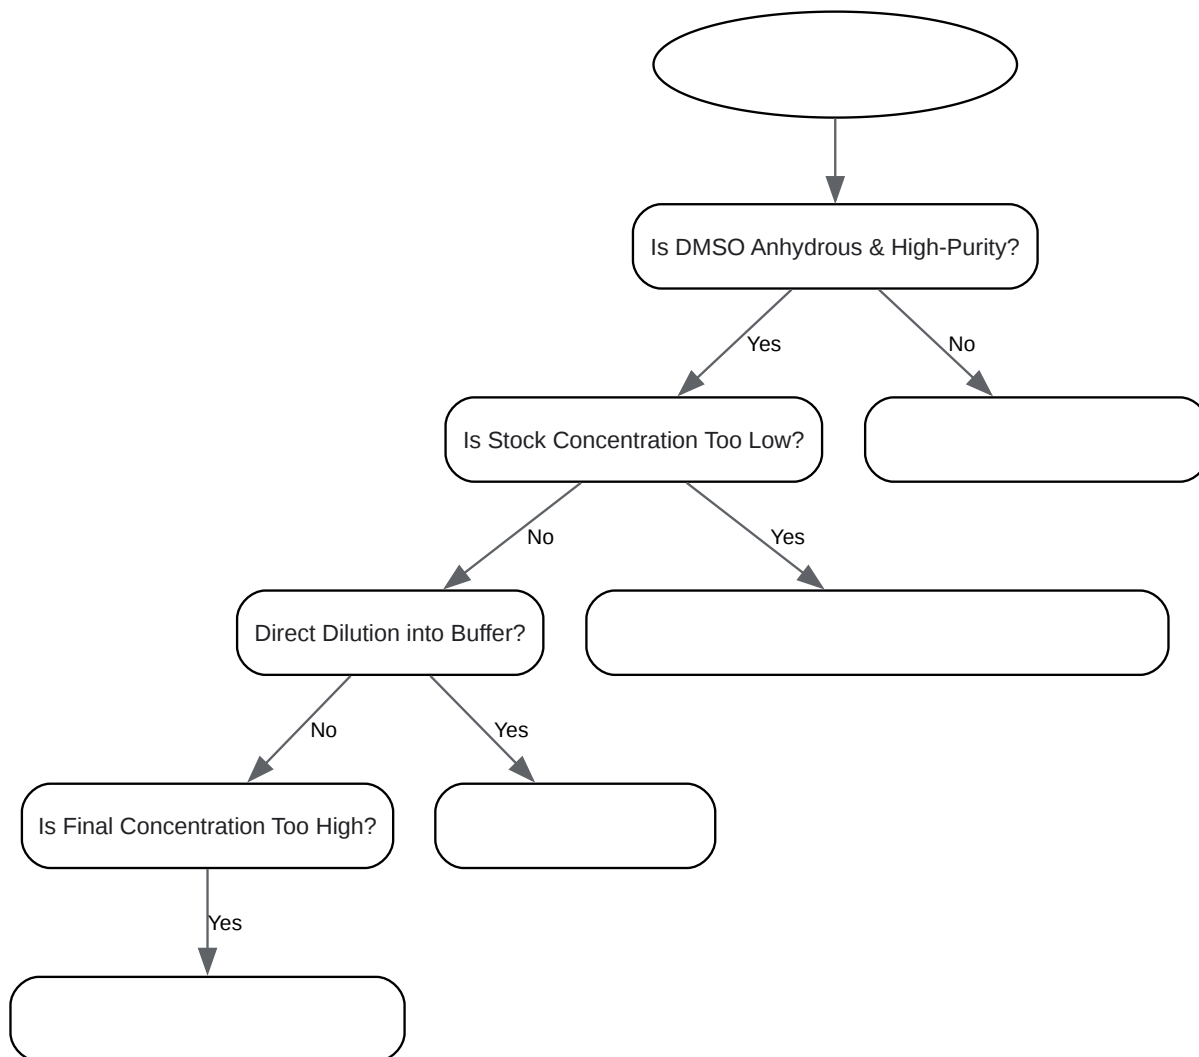 Is DMSO Anhydrous & High-Purity?
Yes
No
Is Stock Concentration Too Low?
No
Yes
Direct Dilution into Buffer?
No
Yes
Is Final Concentration Too High?
Yes